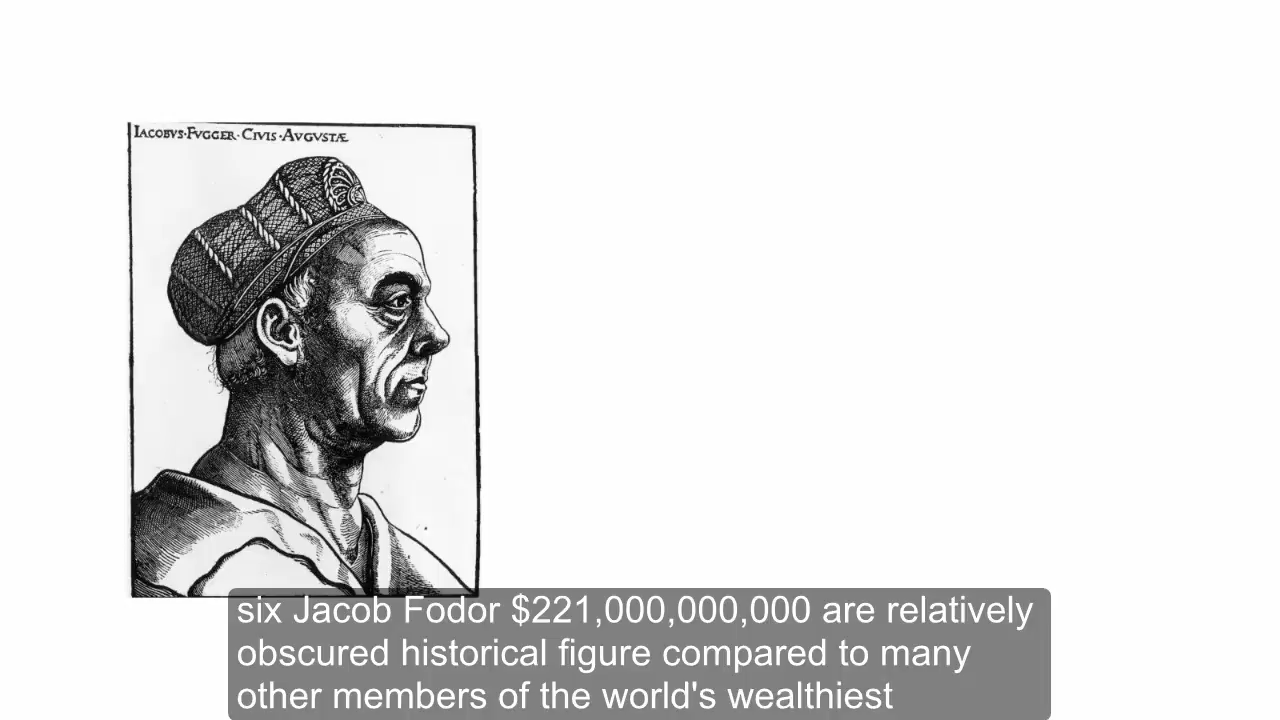 IACOBVS·FVGGER·CIVIS·AVGVSTÆ
six Jacob Fodor $221,000,000,000 are relatively
obscured historical figure compared to many
other members of the world's wealthiest